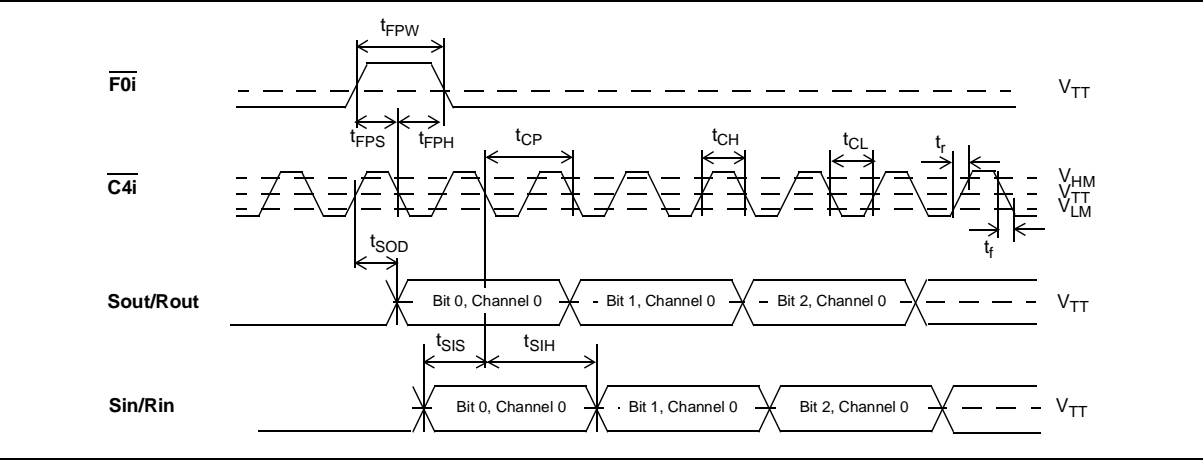 tFPW
F0i
VTT
tFPS
tFPH
tCP
tCH
tCL
tr
C4i
VHM
VTT
VLM
tSOD
tf
Sout/Rout
Bit 0, Channel 0
Bit 1, Channel 0
Bit 2, Channel 0
VTT
tSIS
tSIH
Sin/Rin
Bit 0, Channel 0
Bit 1, Channel 0
Bit 2, Channel 0
VTT